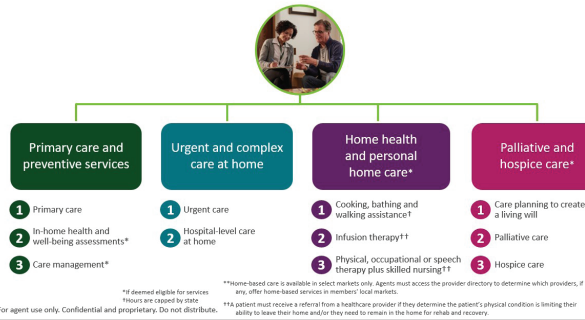 Primary care and
preventive services
1 Primary care
2 In-home health and
well-being assessments*
3 Care management*
Urgent and complex
care at home
1 Urgent care
2 Hospital-level care
at home
Home health
and personal
home care*
1 Cooking, bathing and
walking assistance†
2 Infusion therapy††
3 Physical, occupational or speech
therapy plus skilled nursing††
Palliative and
hospice care*
1 Care planning to create
a living will
2 Palliative care
3 Hospice care
*If deemed eligible for services
†Hours are capped by state
For agent use only. Confidential and proprietary. Do not distribute.
**Home-based care is available in select markets only. Agents must access the provider directory to determine which providers, if
any, offer home-based services in members' local markets.
††A patient must receive a referral from a healthcare provider if they determine the patient's physical condition is limiting their
ability to leave their home and/or they need to remain in the home for rehab and recovery.